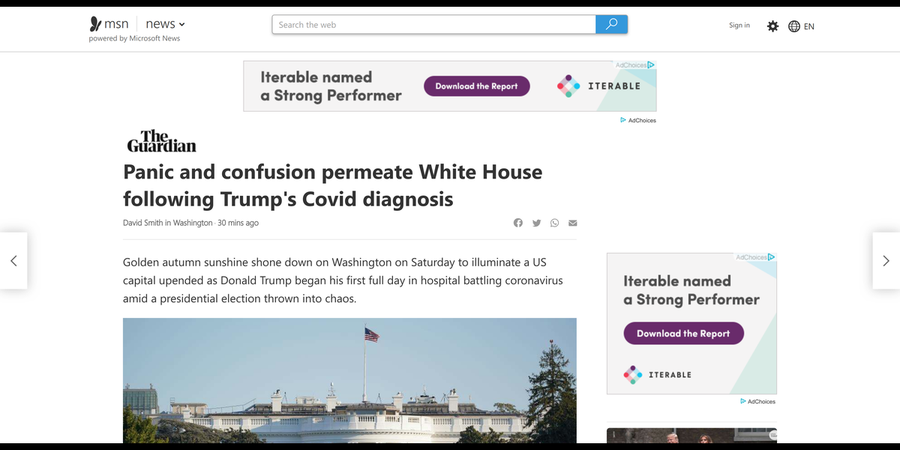 msn
news
powered by Microsoft News
Search the web
Sign in
EN
AdChoices
Iterable named
a Strong Performer
Download the Report
ITERABLE
AdChoices
The
Guardian
Panic and confusion permeate White House
following Trump's Covid diagnosis
David Smith in Washington · 30 mins ago
Golden autumn sunshine shone down on Washington on Saturday to illuminate a US
capital upended as Donald Trump began his first full day in hospital battling coronavirus
amid a presidential election thrown into chaos.
AdChoices
Iterable named
a Strong Performer
Download the Report
ITERABLE
AdChoices